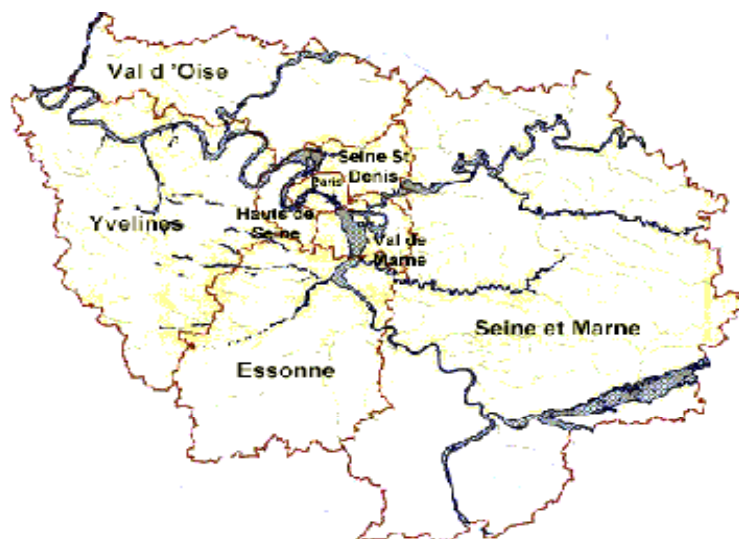 Val d 'Oise
Seine St
Denis
Paris
Yvelines
Hauts de
Seine
Val de
Marne
Seine et Marne
Essonne